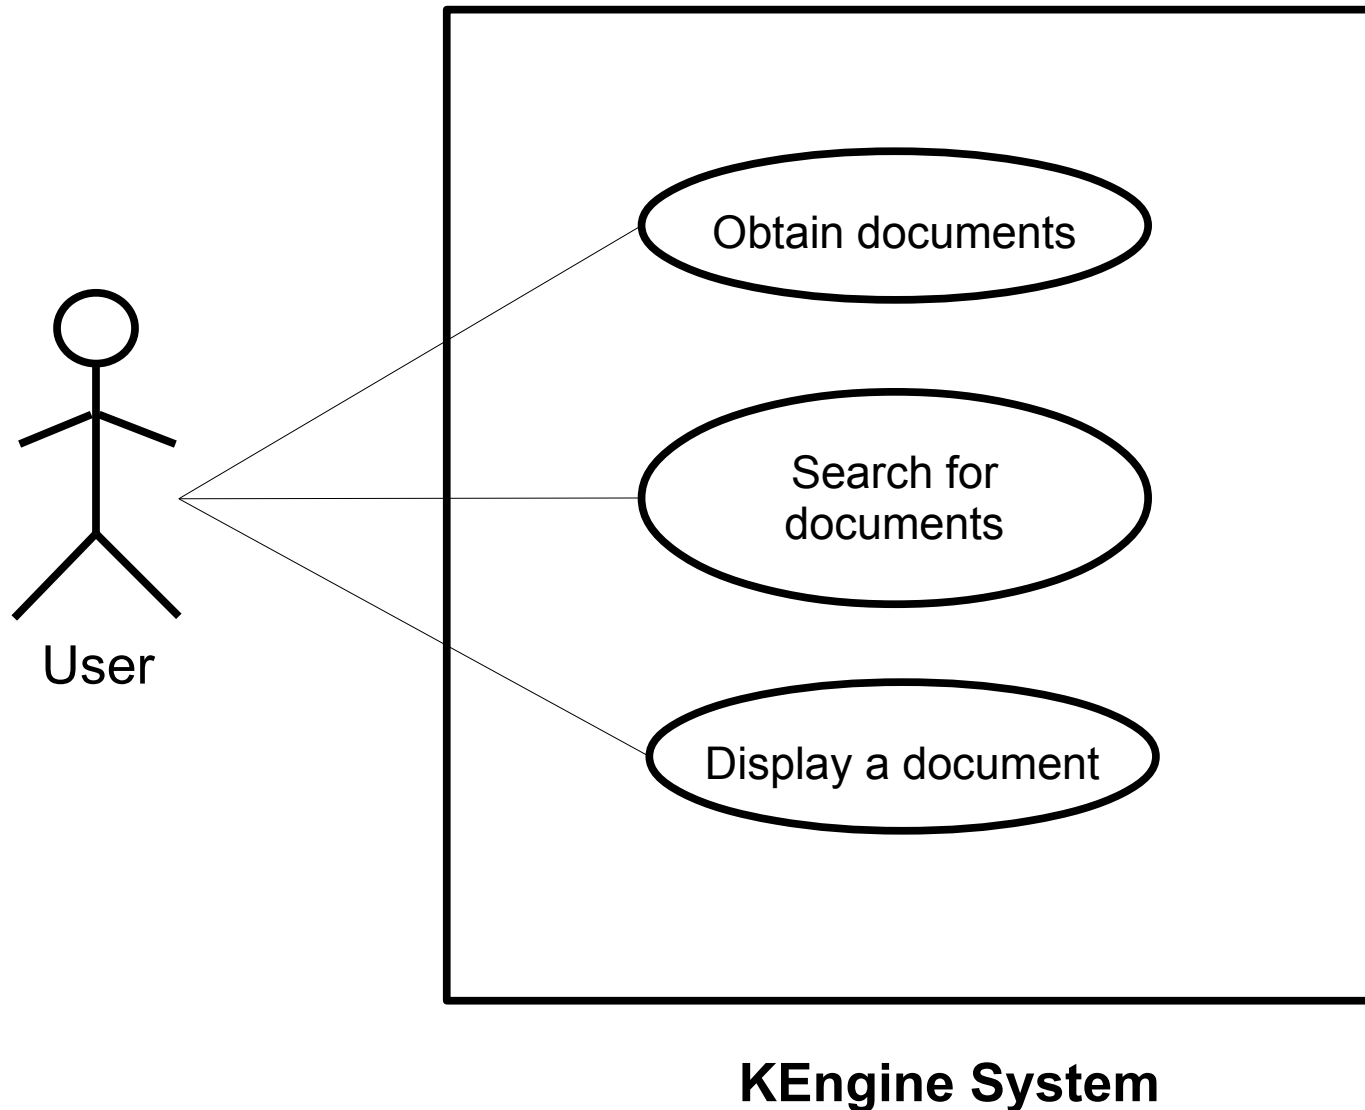 Obtain documents
Search for
documents
User
Display a document
KEngine System